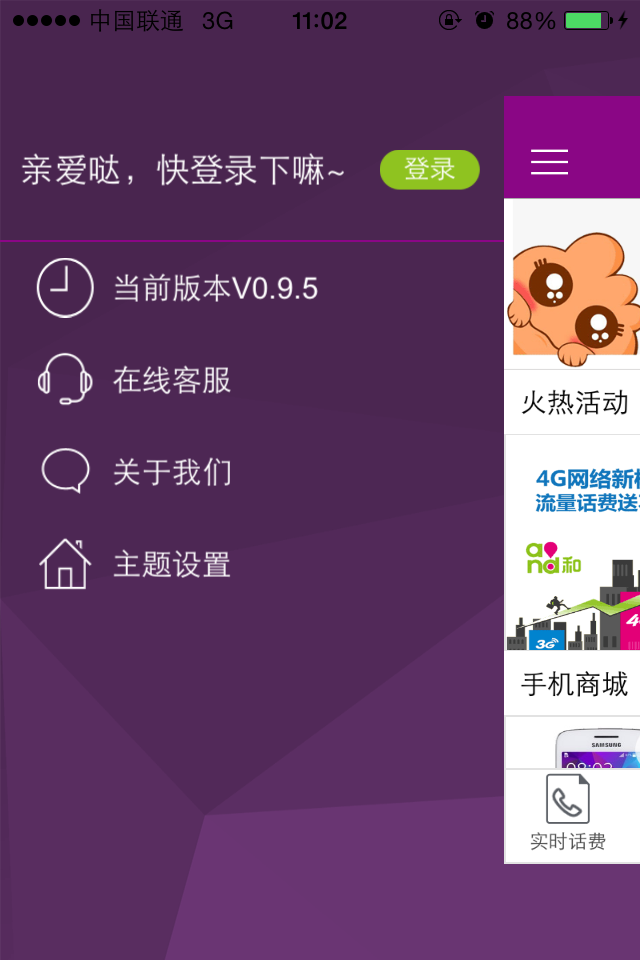 中国联通 3G 11:02 88%
亲爱哒，快登录下嘛~ 登录
当前版本V0.9.5
在线客服
关于我们
主题设置
火热活动
4G网络新
流量话费送
and和
3G
手机商城
SAMSUNG
实时话费